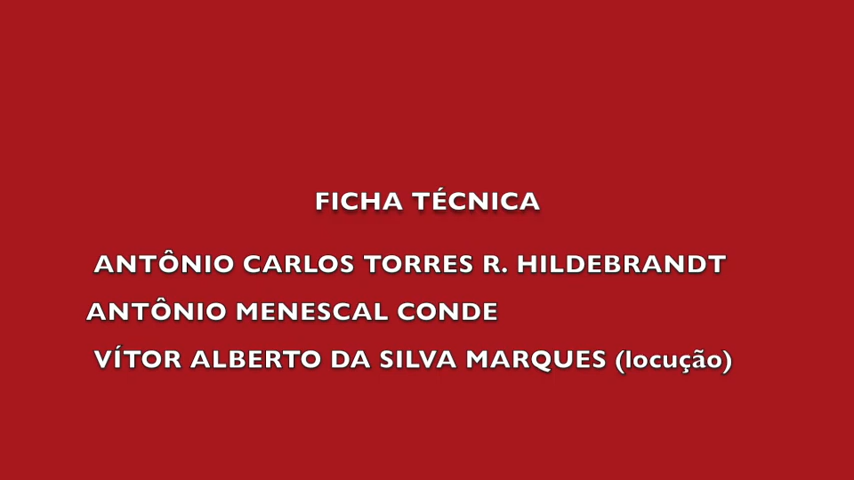 FICHA TÉCNICA
ANTÔNIO CARLOS TORRES R. HILDEBRANDT
ANTÔNIO MENESCAL CONDE
VÍTOR ALBERTO DA SILVA MARQUES (locução)